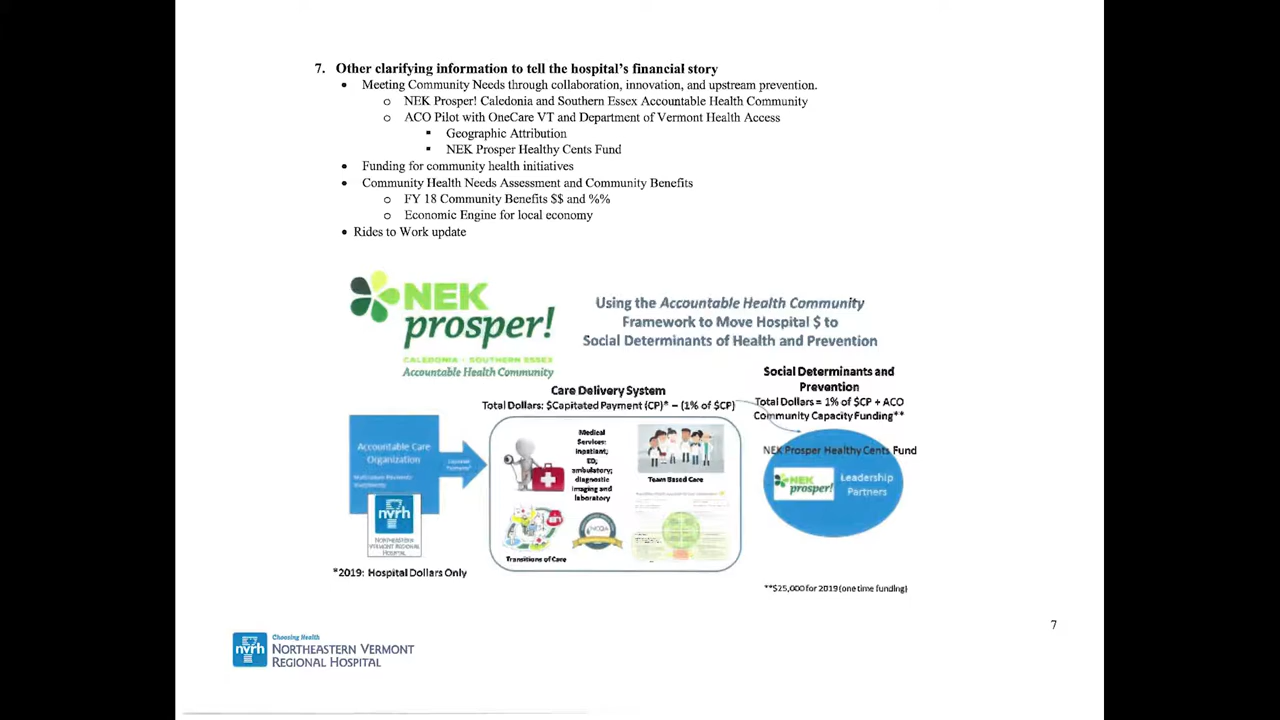 7. Other clarifying information to tell the hospital's financial story
• Meeting Community Needs through collaboration, innovation, and upstream prevention.
o NEK Prosper! Caledonia and Southern Essex Accountable Health Community
o ACO Pilot with OneCare VT and Department of Vermont Health Access
▪ Geographic Attribution
▪ NEK Prosper Healthy Cents Fund
• Funding for community health initiatives
• Community Health Needs Assessment and Community Benefits
o FY 18 Community Benefits $$ and %%
o Economic Engine for local economy
• Rides to Work update
NEK
prosper!
CALEDONIA - SOUTHERN ESSEX
Accountable Health Community
Using the Accountable Health Community
Framework to Move Hospital $ to
Social Determinants of Health and Prevention
Care Delivery System
Total Dollars: $Capitated Payment (CP)* – (1% of $CP)
Social Determinants and
Prevention
Total Dollars = 1% of $CP + ACO
Community Capacity Funding**
Accountable Care
Organization
nvrh
NORTHEASTERN
VERMONT REGIONAL
HOSPITAL
Medical
Services:
Inpatient;
ED;
ambulatory;
diagnostic
imaging and
laboratory
Team Based Care
Transitions of Care
NCQA
NEK Prosper Healthy Cents Fund
NEK
prosper!
Leadership
Partners
*2019: Hospital Dollars Only
**$25,000 for 2019 (one time funding)
7
nvrh
Choosing Health
NORTHEASTERN VERMONT
REGIONAL HOSPITAL